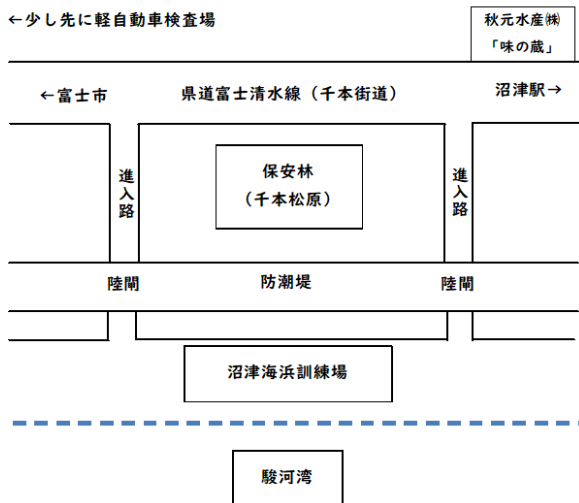 ←少し先に軽自動車検査場
秋元水産㈱
「味の蔵」
←富士市
県道富士清水線（千本街道）
沼津駅→
進入路
保安林
（千本松原）
進入路
陸閘
防潮堤
陸閘
沼津海浜訓練場
駿河湾